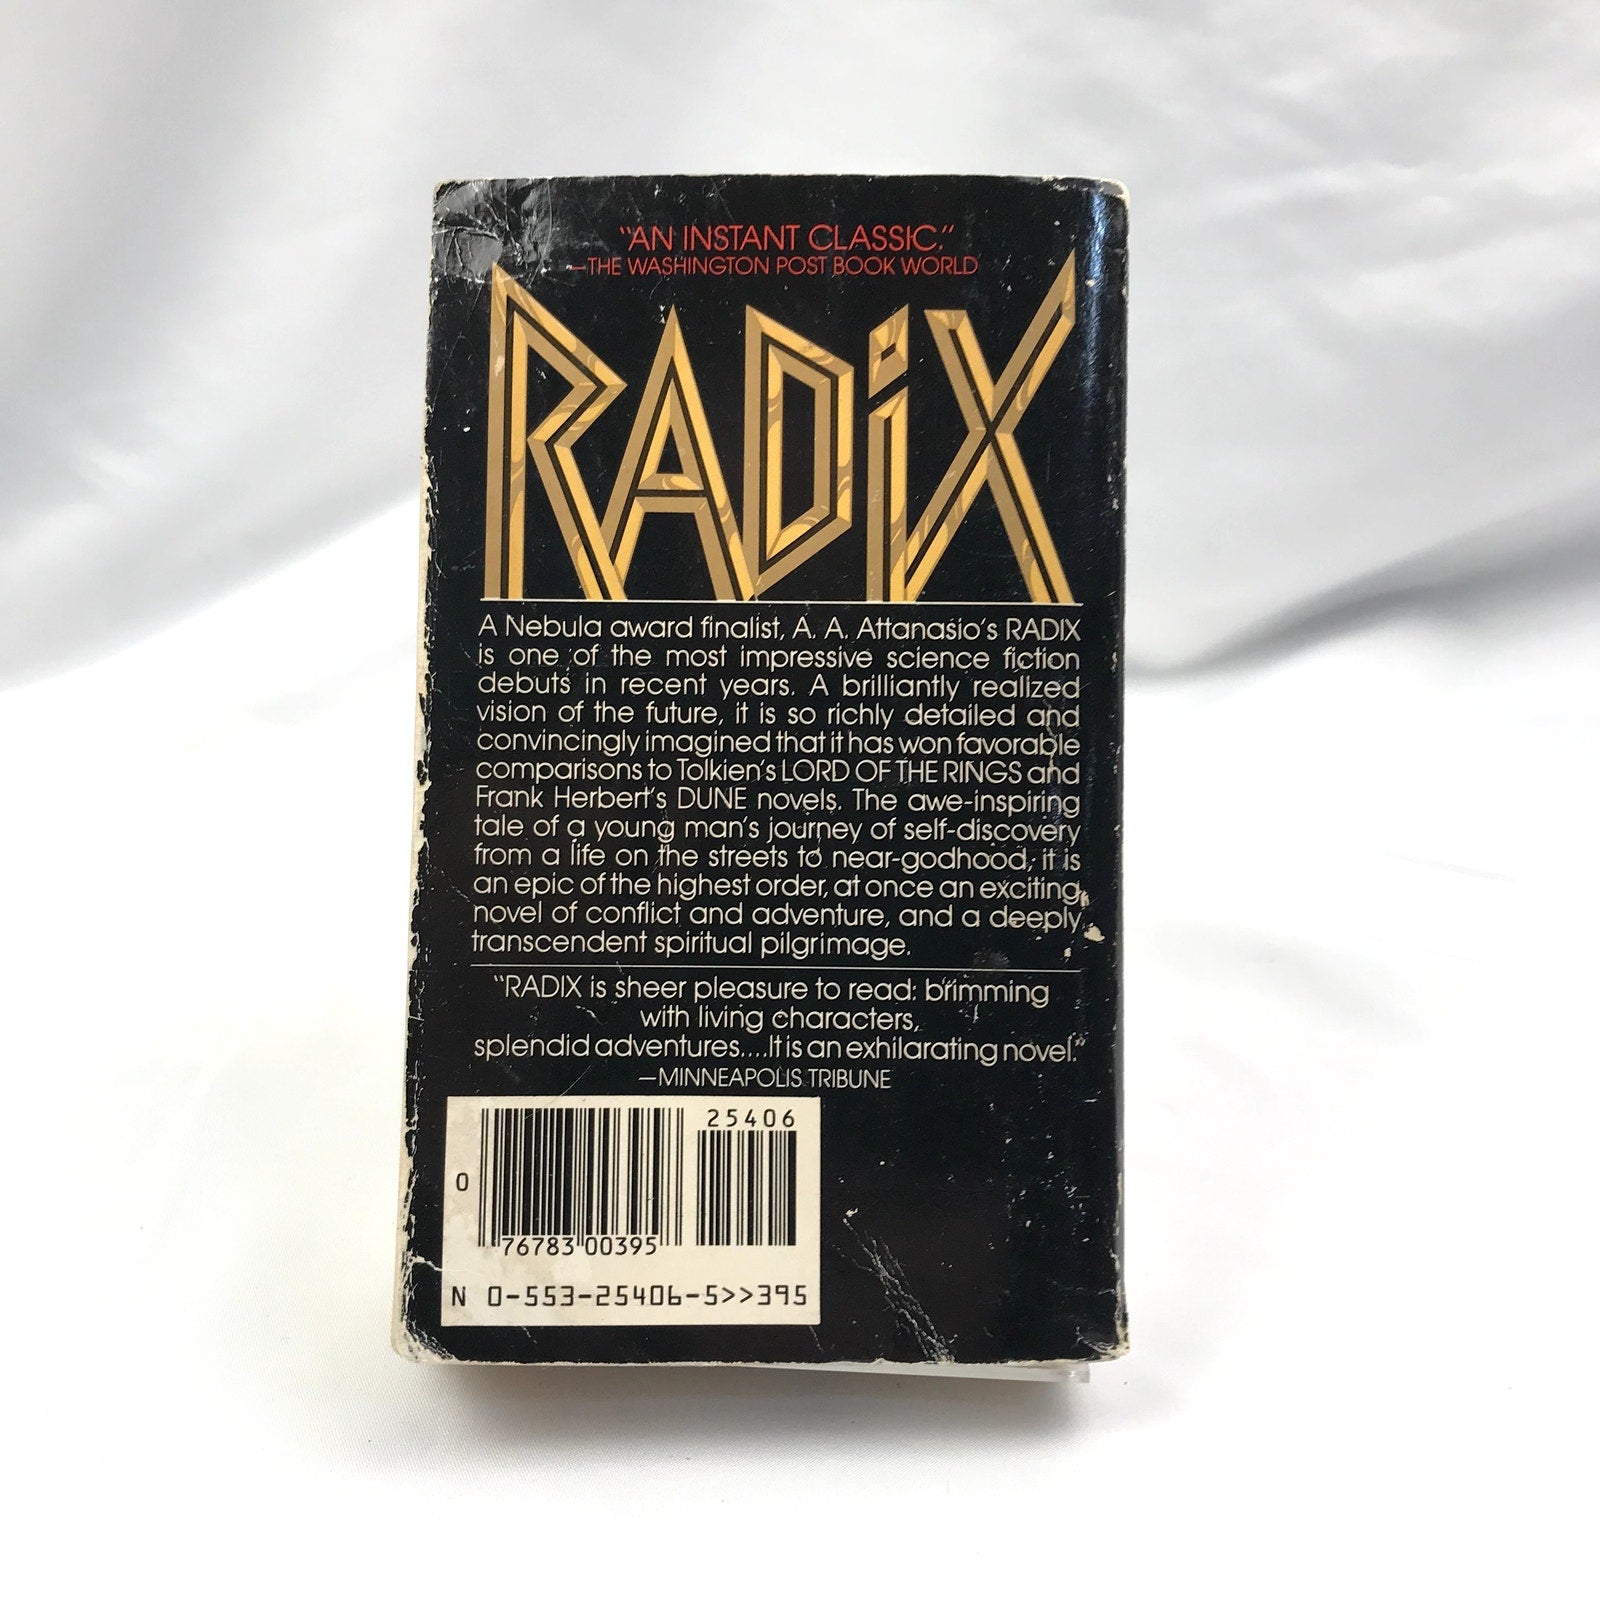 "AN INSTANT CLASSIC."
—THE WASHINGTON POST BOOK WORLD
RADiX
A Nebula award finalist, A. A. Attanasio's RADIX
is one of the most impressive science fiction
debuts in recent years. A brilliantly realized
vision of the future, it is so richly detailed and
convincingly imagined that it has won favorable
comparisons to Tolkien's LORD OF THE RINGS and
Frank Herbert's DUNE novels. The awe-inspiring
tale of a young man's journey of self-discovery
from a life on the streets to near-godhood; it is
an epic of the highest order, at once an exciting
novel of conflict and adventure, and a deeply
transcendent spiritual pilgrimage.
"RADIX is sheer pleasure to read: brimming
with living characters,
splendid adventures....It is an exhilarating novel."
—MINNEAPOLIS TRIBUNE
25406
0
76783 00395
N 0-553-25406-5>>395